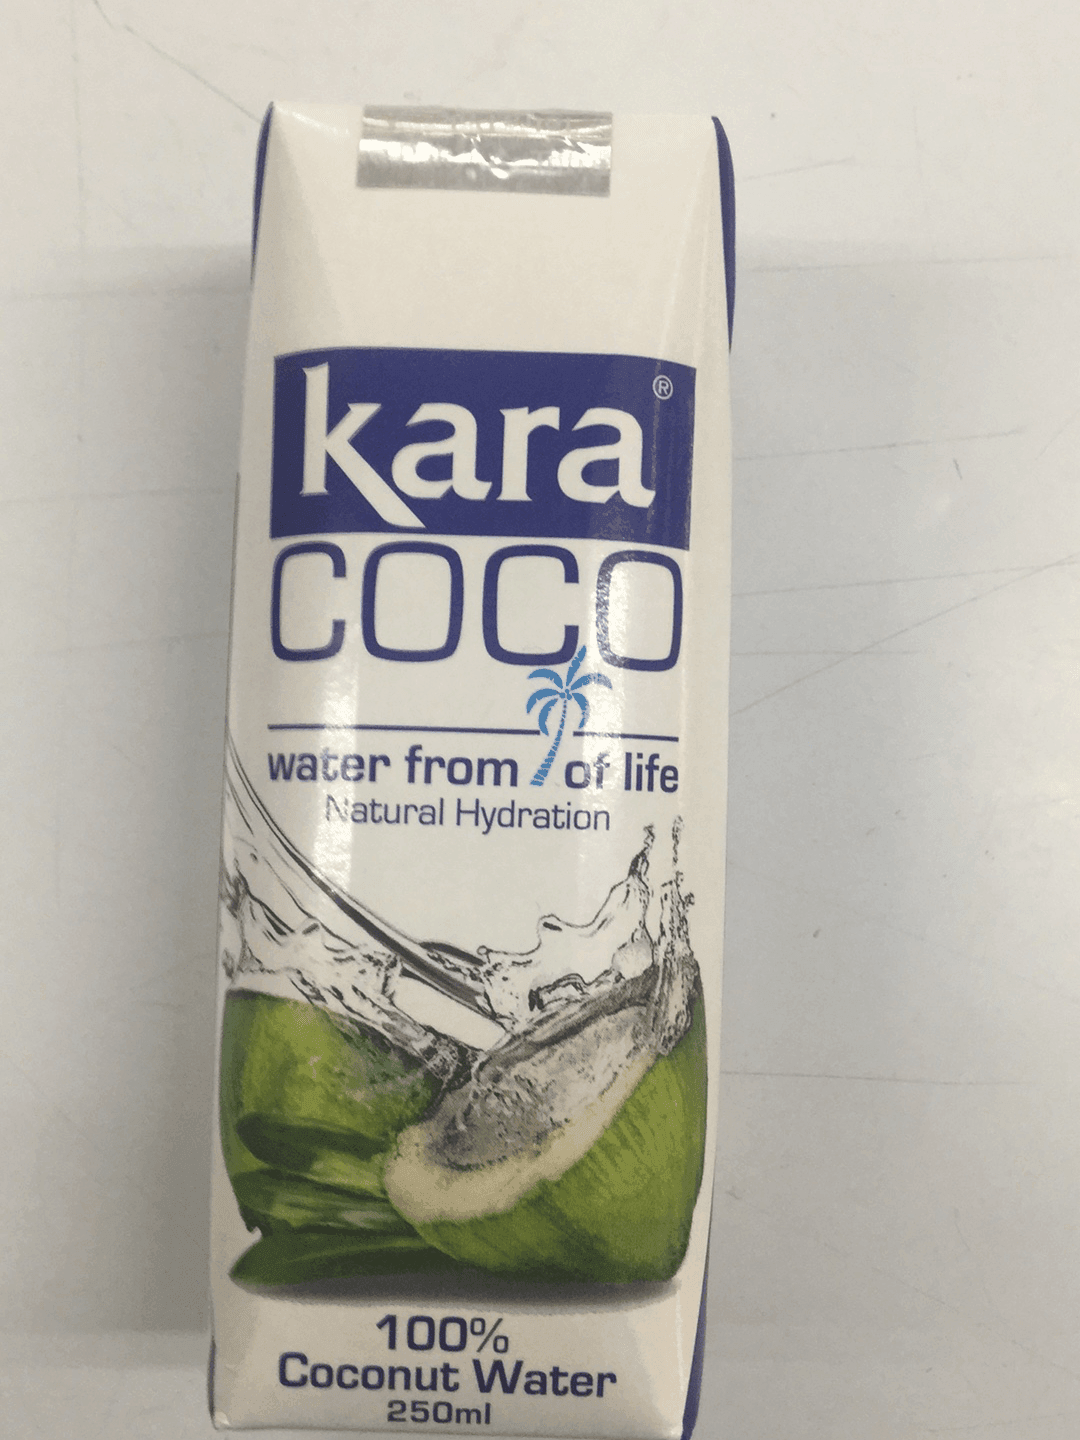 kara®
COCO
water from of life
Natural Hydration
100%
Coconut Water
250ml